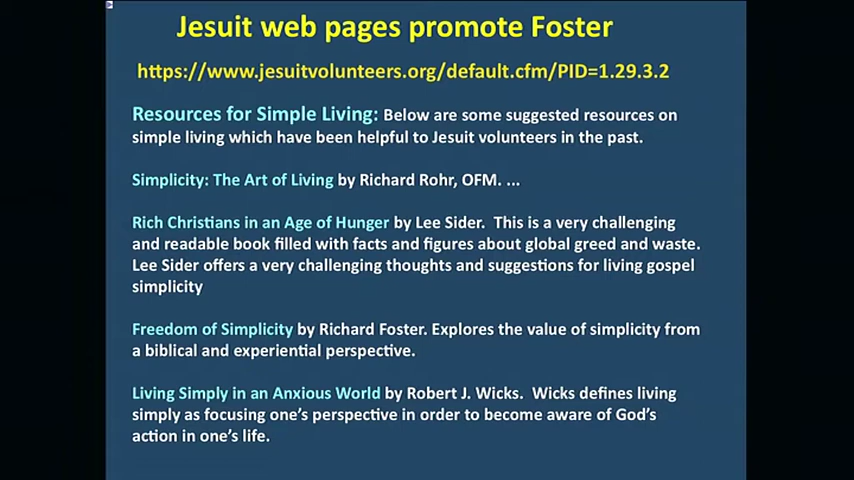 Jesuit web pages promote Foster
https://www.jesuitvolunteers.org/default.cfm/PID=1.29.3.2
Resources for Simple Living: Below are some suggested resources on
simple living which have been helpful to Jesuit volunteers in the past.
Simplicity: The Art of Living by Richard Rohr, OFM. ...
Rich Christians in an Age of Hunger by Lee Sider. This is a very challenging
and readable book filled with facts and figures about global greed and waste.
Lee Sider offers a very challenging thoughts and suggestions for living gospel
simplicity
Freedom of Simplicity by Richard Foster. Explores the value of simplicity from
a biblical and experiential perspective.
Living Simply in an Anxious World by Robert J. Wicks. Wicks defines living
simply as focusing one's perspective in order to become aware of God's
action in one's life.